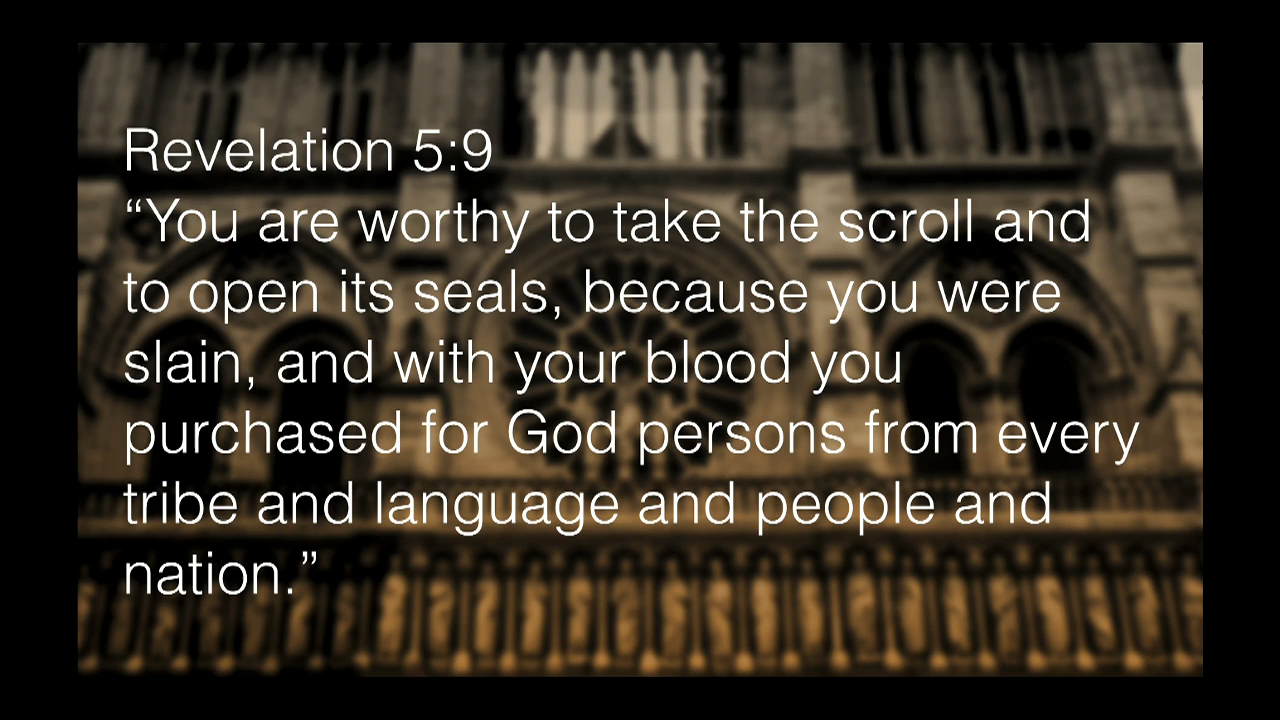 Revelation 5:9
“You are worthy to take the scroll and
to open its seals, because you were
slain, and with your blood you
purchased for God persons from every
tribe and language and people and
nation.”